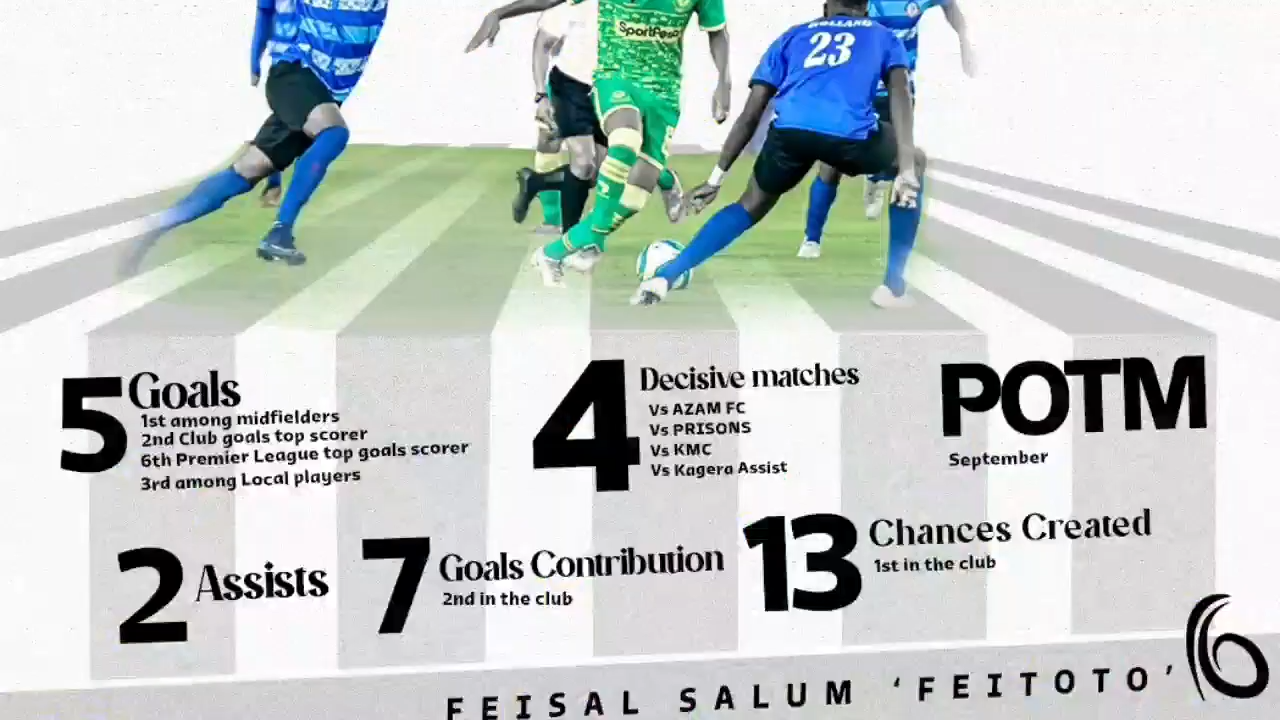 SportPesa
HOLLAND
23
5 Goals
1st among midfielders
2nd Club goals top scorer
6th Premier League top goals scorer
3rd among Local players
4 Decisive matches
Vs AZAM FC
Vs PRISONS
Vs KMC
Vs Kagera Assist
POTM
September
2 Assists
7 Goals Contribution
2nd in the club
13 Chances Created
1st in the club
FEISAL SALUM ‘FEITOTO’ 6